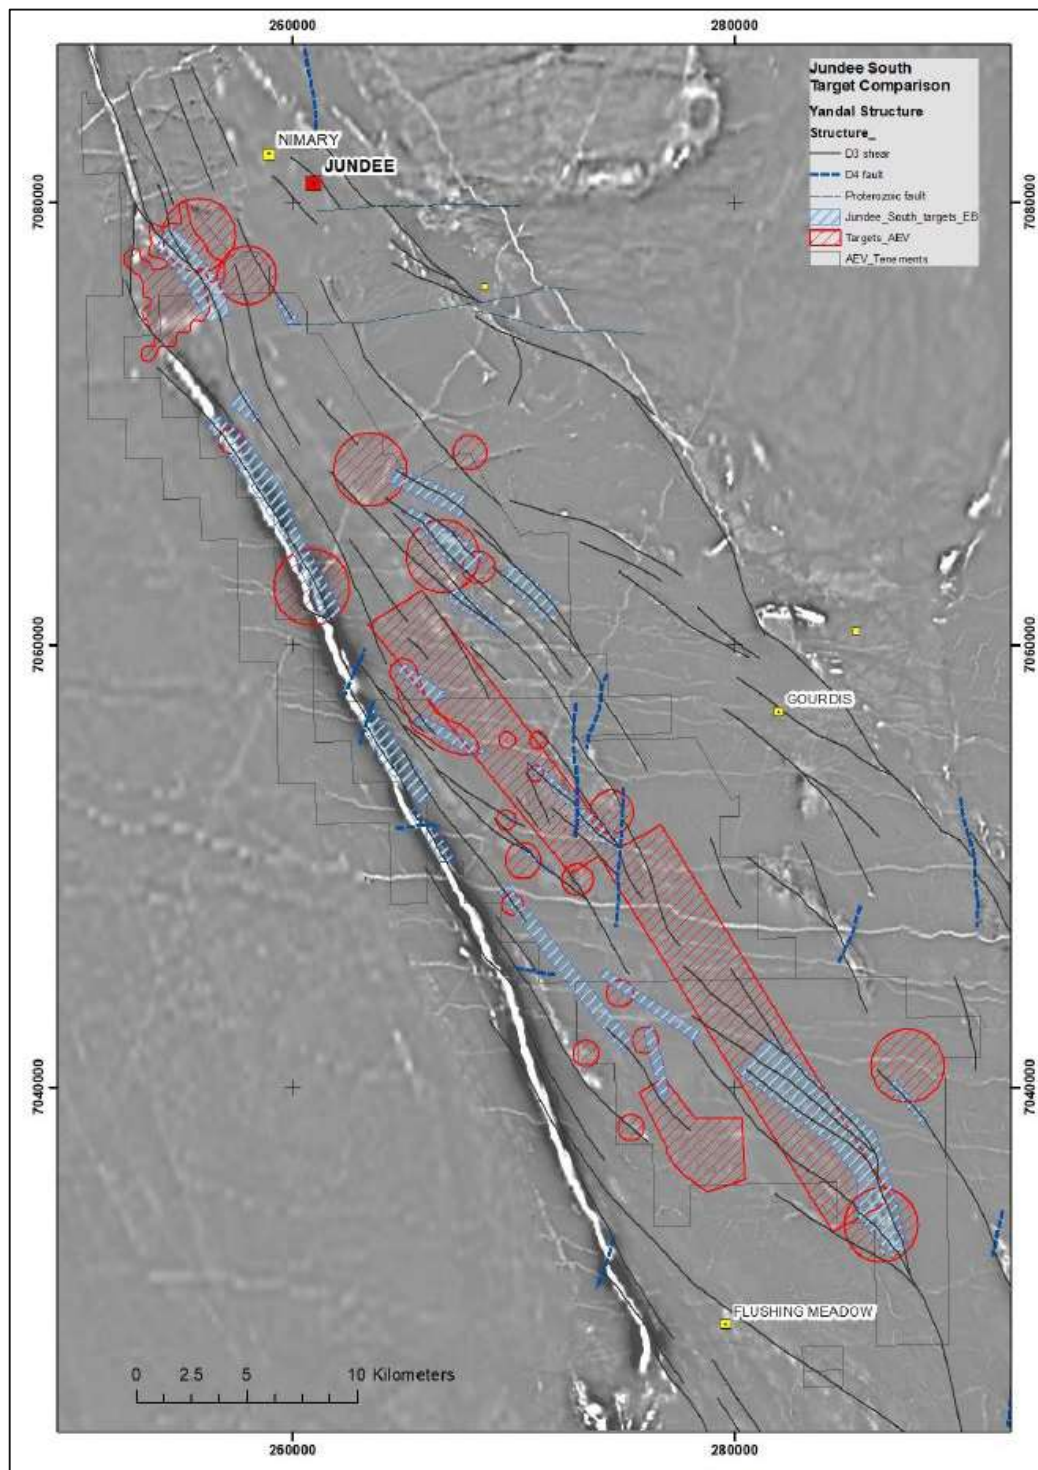 260000
280000
Jundee South
Target Comparison
Yandal Structure
Structure_
D3 shear
D4 fault
Proterozoic fault
Jundee_South_targets_EB
Targets_AEV
AEV_Tenements
NIMARY
JUNDEE
7080000
7080000
7060000
7060000
GOURDIS
7040000
7040000
FLUSHING MEADOW
0 2.5 5 10 Kilometers
260000
280000